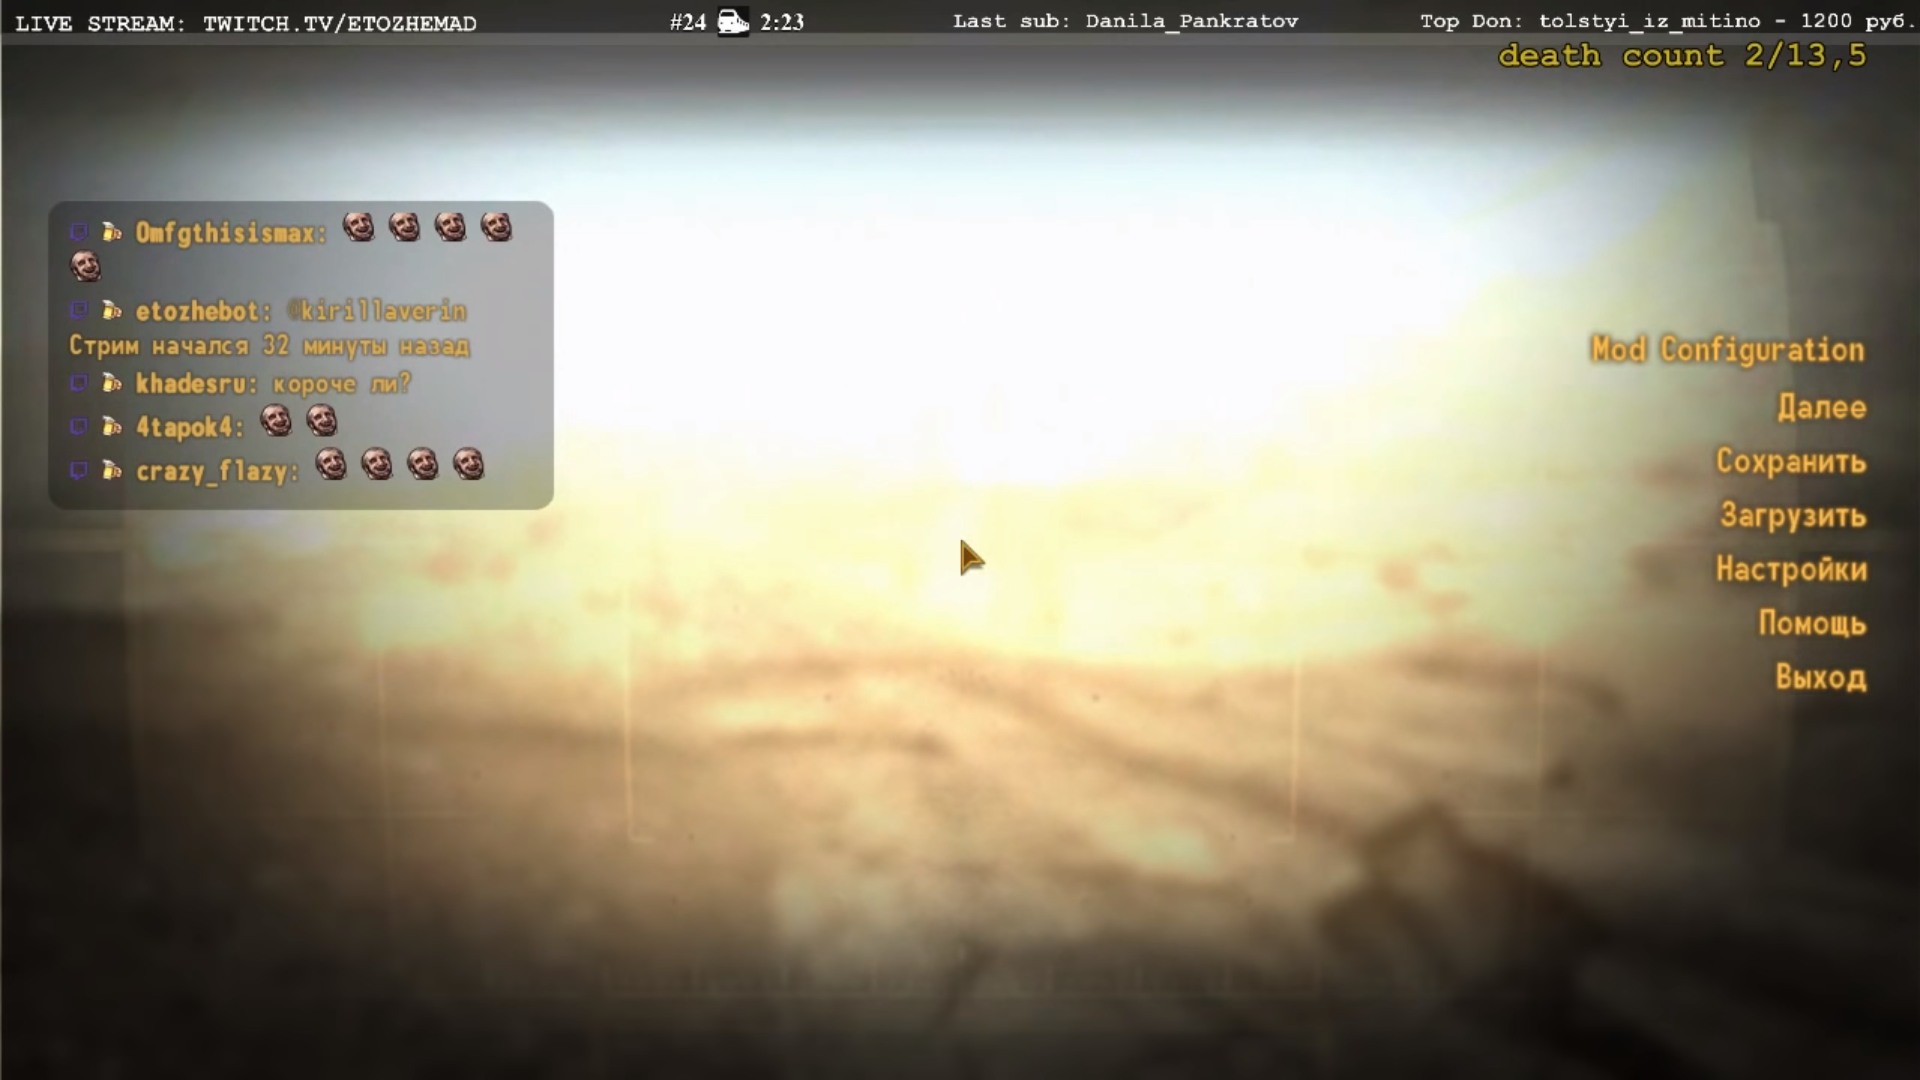 LIVE STREAM: TWITCH.TV/ETOZHEMAD
#24 2:23
Last sub: Danila_Pankratov
Top Don: tolstyi_iz_mitino - 1200 руб.
death count 2/13,5
Omfgthisismax:
etozhebot: @kirillaverin
Стрим начался 32 минуты назад
khadesru: короче ли?
4tapok4:
crazy_flazy:
Mod Configuration
Далее
Сохранить
Загрузить
Настройки
Помощь
Выход